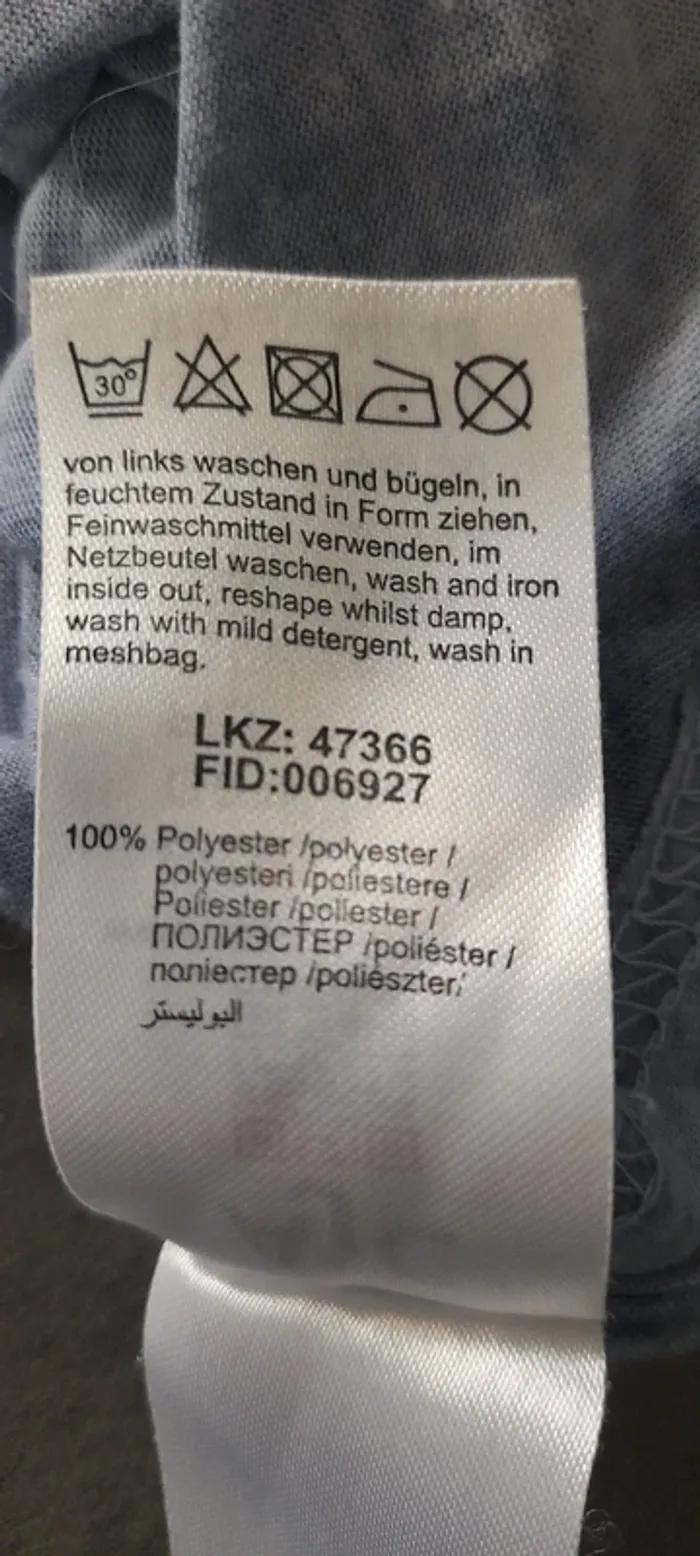 30°
von links waschen und bügeln, in
feuchtem Zustand in Form ziehen,
Feinwaschmittel verwenden, im
Netzbeutel waschen, wash and iron
inside out, reshape whilst damp,
wash with mild detergent, wash in
meshbag.
LKZ: 47366
FID:006927
100% Polyester /polyester /
polyesteri /poliestere /
Poliester /poliester /
ПОЛИЭСТЕР /poliéster /
поліестер /poliészter/
البوليستر